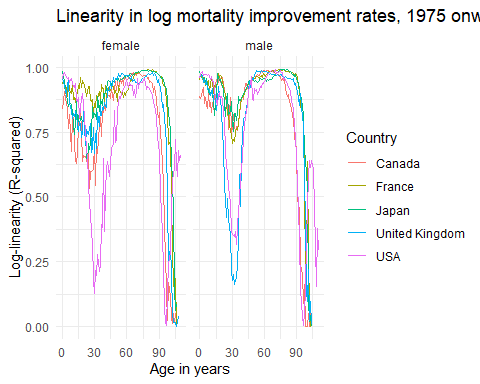 Linearity in log mortality improvement rates, 1975 onw
female
male
Log-linearity (R-squared)
1.00
0.75
0.50
0.25
0.00
0 30 60 90 0 30 60 90
Age in years
Country
Canada
France
Japan
United Kingdom
USA